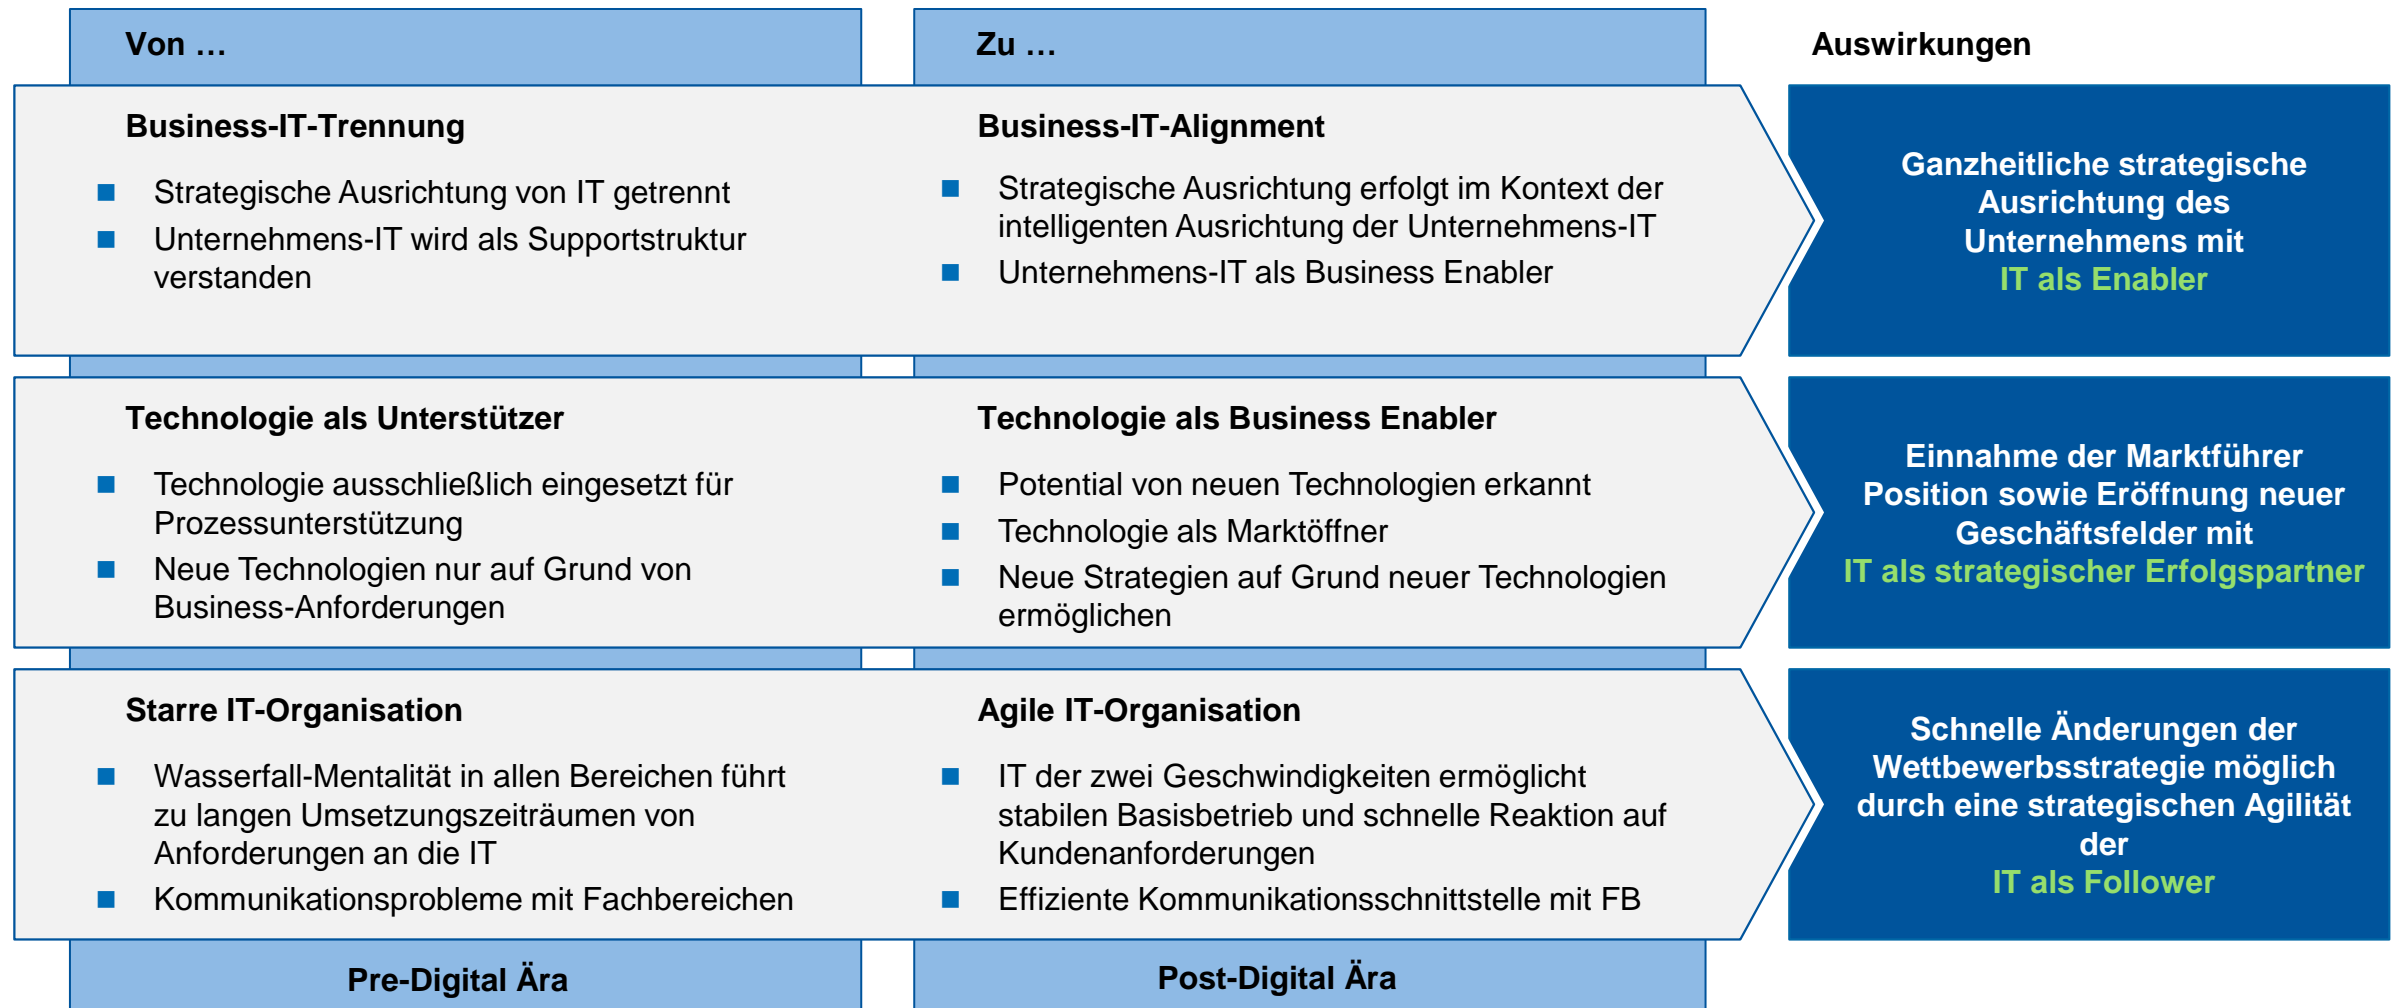 Von …
Zu …
Auswirkungen
Business-IT-Trennung
Strategische Ausrichtung von IT getrennt
Unternehmens-IT wird als Supportstruktur
verstanden
Business-IT-Alignment
Strategische Ausrichtung erfolgt im Kontext der
intelligenten Ausrichtung der Unternehmens-IT
Unternehmens-IT als Business Enabler
Ganzheitliche strategische
Ausrichtung des
Unternehmens mit
IT als Enabler
Technologie als Unterstützer
Technologie ausschließlich eingesetzt für
Prozessunterstützung
Neue Technologien nur auf Grund von
Business-Anforderungen
Technologie als Business Enabler
Potential von neuen Technologien erkannt
Technologie als Marktöffner
Neue Strategien auf Grund neuer Technologien
ermöglichen
Einnahme der Marktführer
Position sowie Eröffnung neuer
Geschäftsfelder mit
IT als strategischer Erfolgspartner
Starre IT-Organisation
Wasserfall-Mentalität in allen Bereichen führt
zu langen Umsetzungszeiträumen von
Anforderungen an die IT
Kommunikationsprobleme mit Fachbereichen
Agile IT-Organisation
IT der zwei Geschwindigkeiten ermöglicht
stabilen Basisbetrieb und schnelle Reaktion auf
Kundenanforderungen
Effiziente Kommunikationsschnittstelle mit FB
Schnelle Änderungen der
Wettbewerbsstrategie möglich
durch eine strategischen Agilität
der
IT als Follower
Pre-Digital Ära
Post-Digital Ära